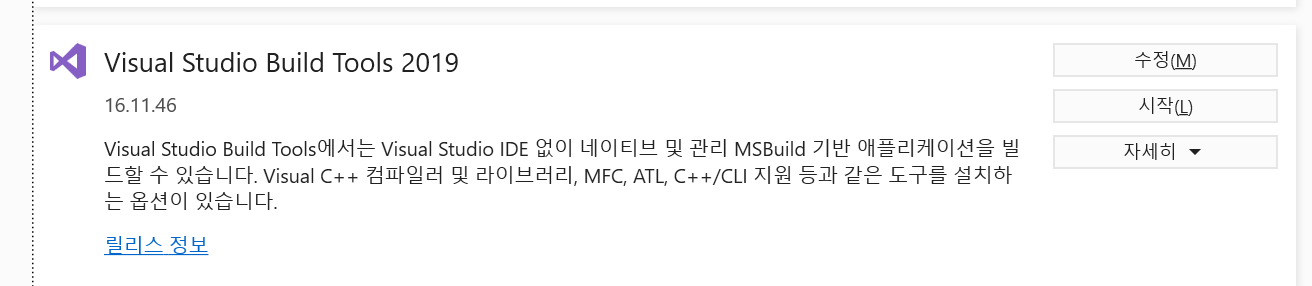 Visual Studio Build Tools 2019
16.11.46
Visual Studio Build Tools에서는 Visual Studio IDE 없이 네이티브 및 관리 MSBuild 기반 애플리케이션을 빌
드할 수 있습니다. Visual C++ 컴파일러 및 라이브러리, MFC, ATL, C++/CLI 지원 등과 같은 도구를 설치하
는 옵션이 있습니다.
릴리스 정보
수정(M)
시작(L)
자세히